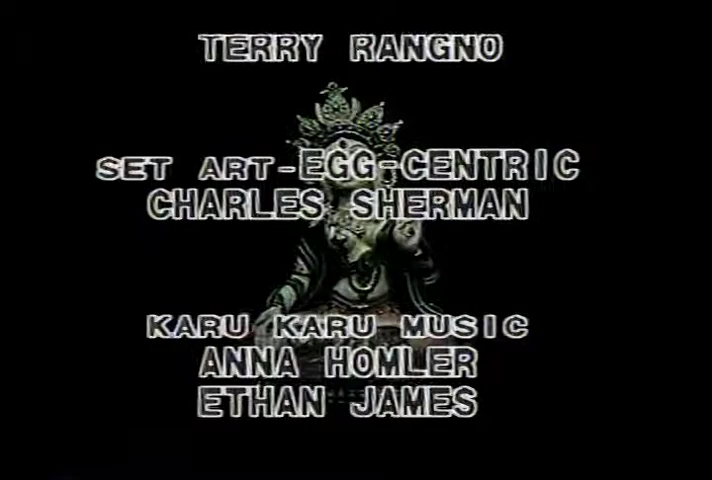 TERRY RANGNO
SET ART-EGG-CENTRIC
CHARLES SHERMAN
KARU KARU MUSIC
ANNA HOMLER
ETHAN JAMES